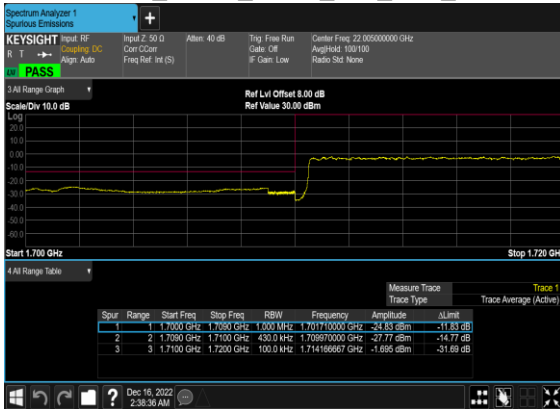 Spectrum Analyzer 1
Spurious Emissions
KEYSIGHT
R T
PASS
Input: RF
Coupling: DC
Align: Auto
Input Z: 50 Ω
Corr CCorr
Freq Ref: Int (S)
Atten: 40 dB
Trig: Free Run
Gate: Off
IF Gain: Low
Center Freq: 22.005000000 GHz
Avg|Hold: 100/100
Radio Std: None
3 All Range Graph
Scale/Div 10.0 dB
Ref Lvl Offset 8.00 dB
Ref Value 30.00 dBm
Log
20.0
10.0
0.00
-10.0
-20.0
-30.0
-40.0
-50.0
-60.0
Start 1.700 GHz
Stop 1.720 GH
4 All Range Table
Measure Trace Trace 1
Trace Type Trace Average (Active)
Spur Range Start Freq Stop Freq RBW Frequency Amplitude ΔLimit
1 1 1.7000 GHz 1.7090 GHz 1.000 MHz 1.701710000 GHz -24.83 dBm -11.83 dB
2 2 1.7090 GHz 1.7100 GHz 430.0 kHz 1.709970000 GHz -27.77 dBm -14.77 dB
3 3 1.7100 GHz 1.7200 GHz 100.0 kHz 1.714166667 GHz -1.695 dBm -31.69 dB
Dec 16, 2022
2:38:36 AM